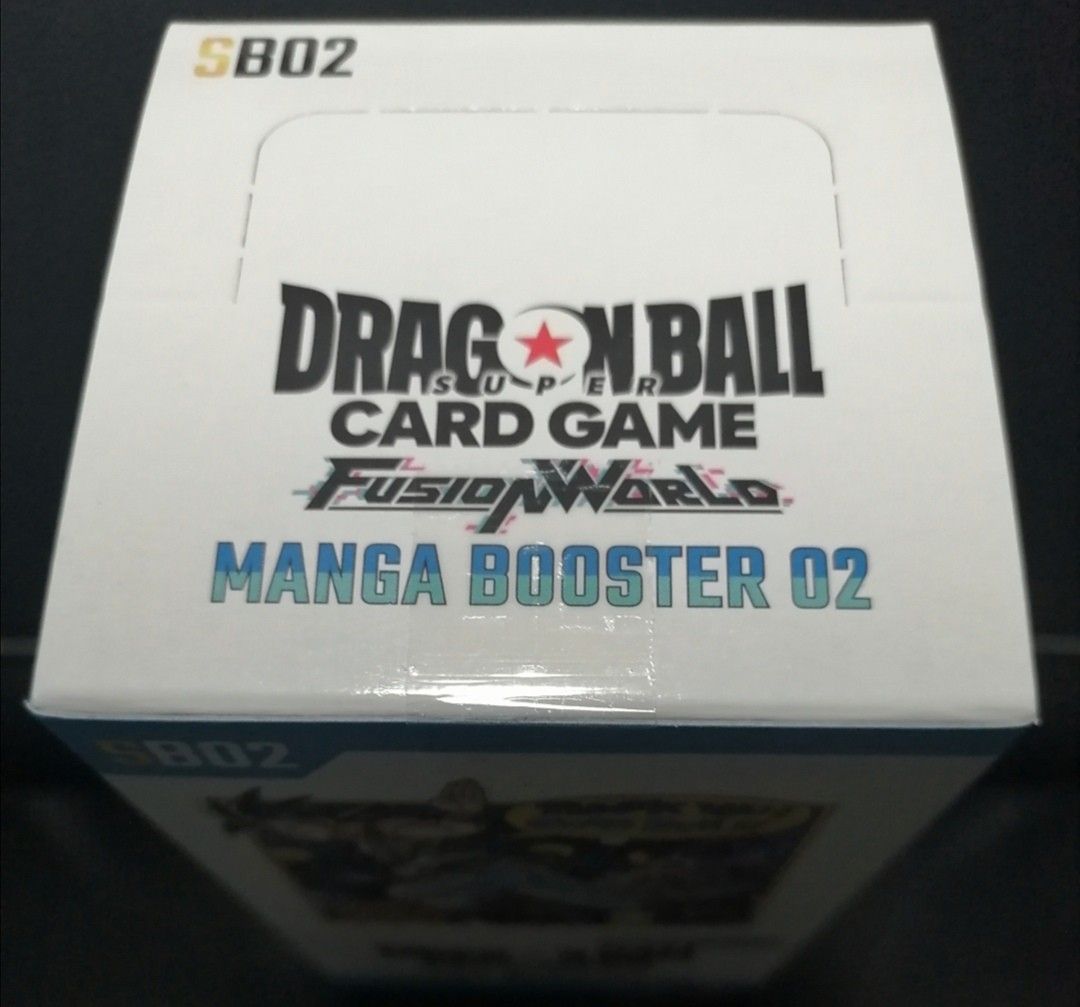 SB02
DRAGON BALL
SUPER
CARD GAME
FUSION WORLD
MANGA BOOSTER 02
SB02